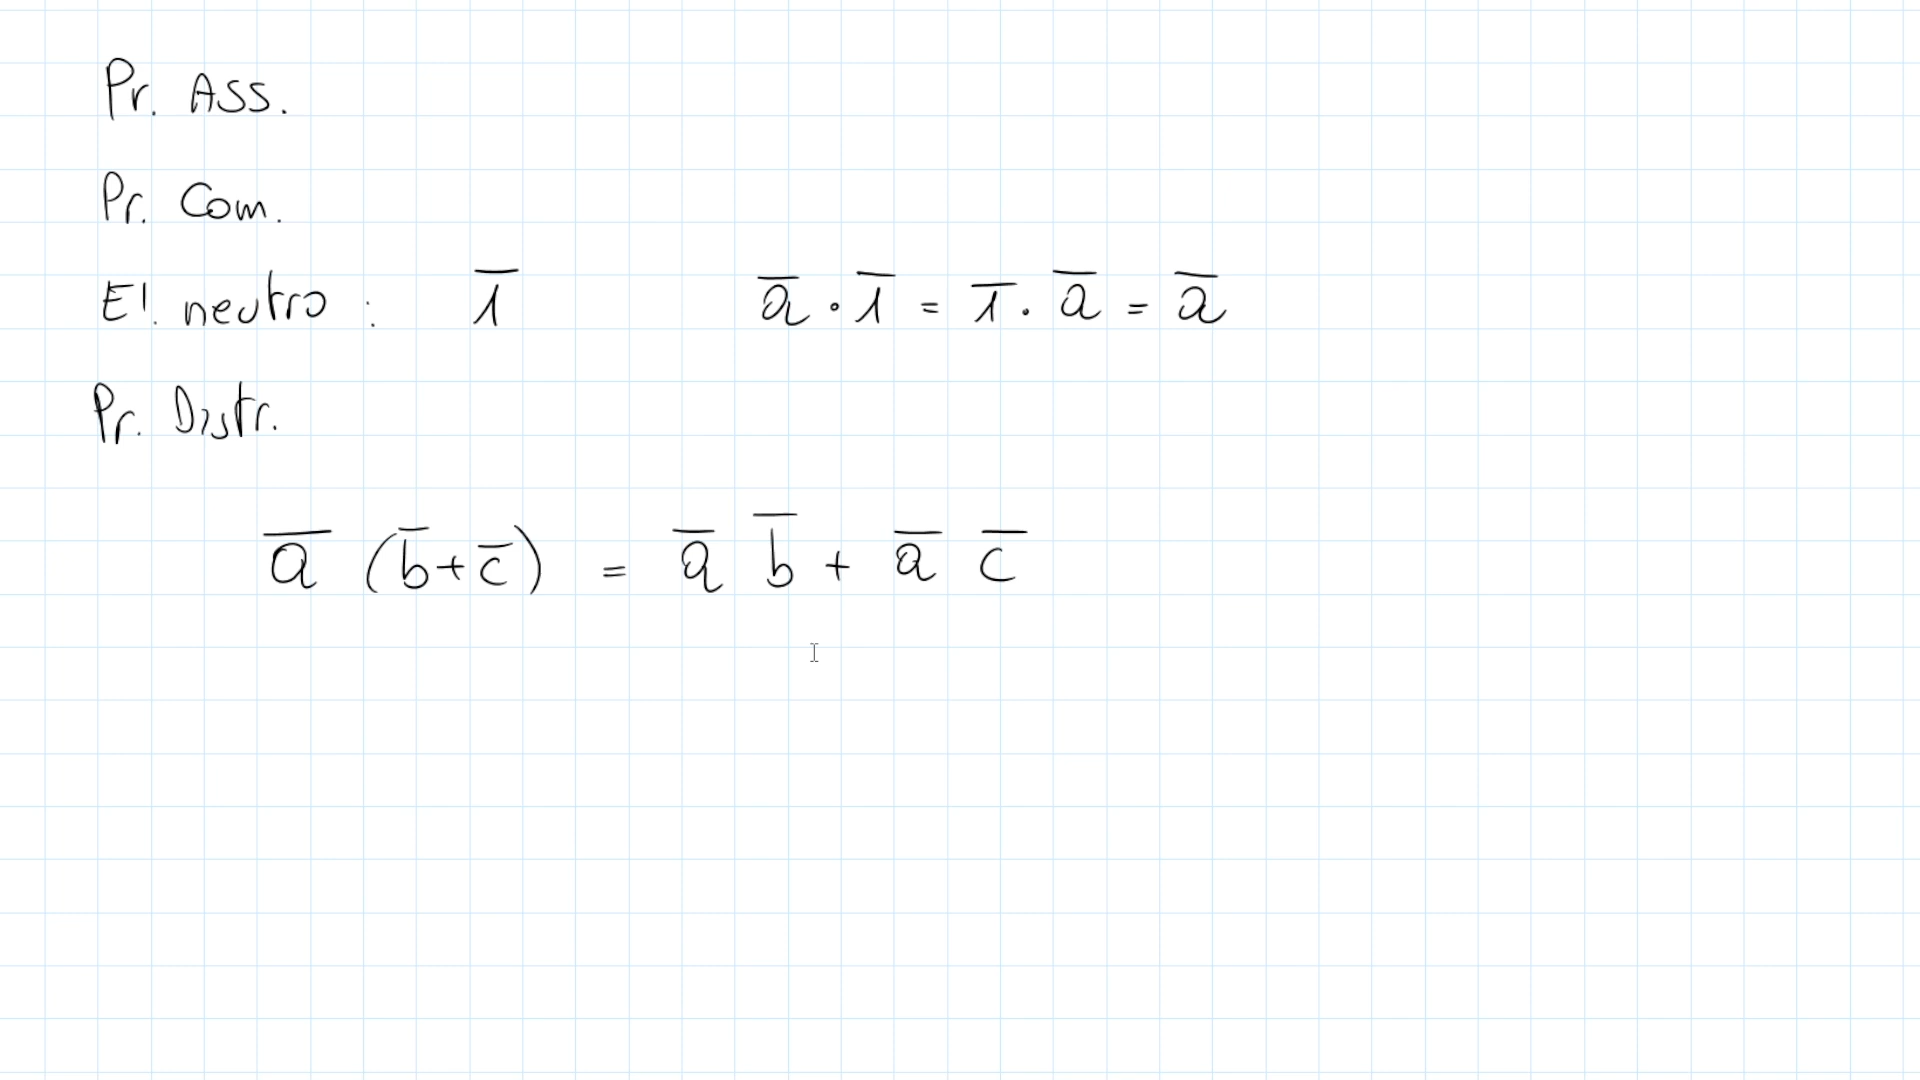 Pr. Ass.
Pr. Com.
El. neutro : 1̅ a̅ · 1̅ = 1̅ · a̅ = a̅
Pr. Distr.
a̅ (b̅+c̅) = a̅ b̅ + a̅ c̅